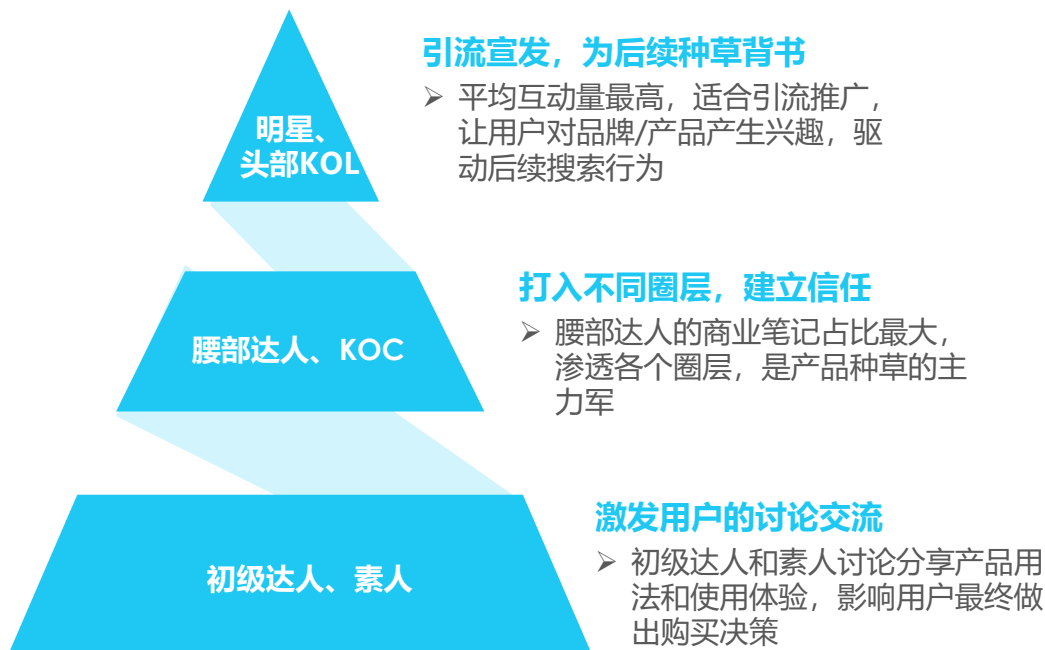 引流宣发，为后续种草背书
➢ 平均互动量最高，适合引流推广，
让用户对品牌/产品产生兴趣，驱
动后续搜索行为
明星、
头部KOL
打入不同圈层，建立信任
➢ 腰部达人的商业笔记占比最大，
渗透各个圈层，是产品种草的主
力军
腰部达人、KOC
激发用户的讨论交流
➢ 初级达人和素人讨论分享产品用
法和使用体验，影响用户最终做
出购买决策
初级达人、素人